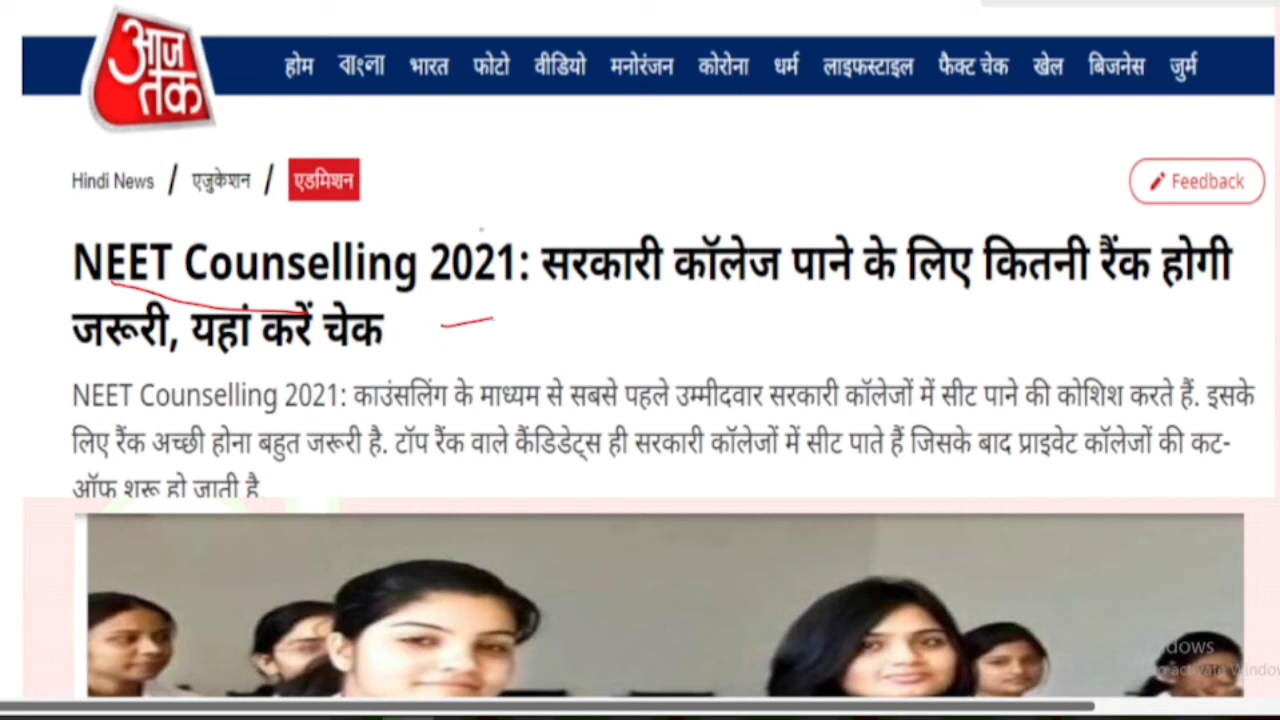 आज
तक
होम বাংলা भारत फोटो वीडियो मनोरंजन कोरोना धर्म लाइफस्टाइल फैक्ट चेक खेल बिजनेस जुर्म
Hindi News / एजुकेशन / एडमिशन
Feedback
NEET Counselling 2021: सरकारी कॉलेज पाने के लिए कितनी रैंक होगी
जरूरी, यहां करें चेक
NEET Counselling 2021: काउंसलिंग के माध्यम से सबसे पहले उम्मीदवार सरकारी कॉलेजों में सीट पाने की कोशिश करते हैं. इसके
लिए रैंक अच्छी होना बहुत जरूरी है. टॉप रैंक वाले कैंडिडेट्स ही सरकारी कॉलेजों में सीट पाते हैं जिसके बाद प्राइवेट कॉलेजों की कट-
ऑफ शुरू हो जाती है